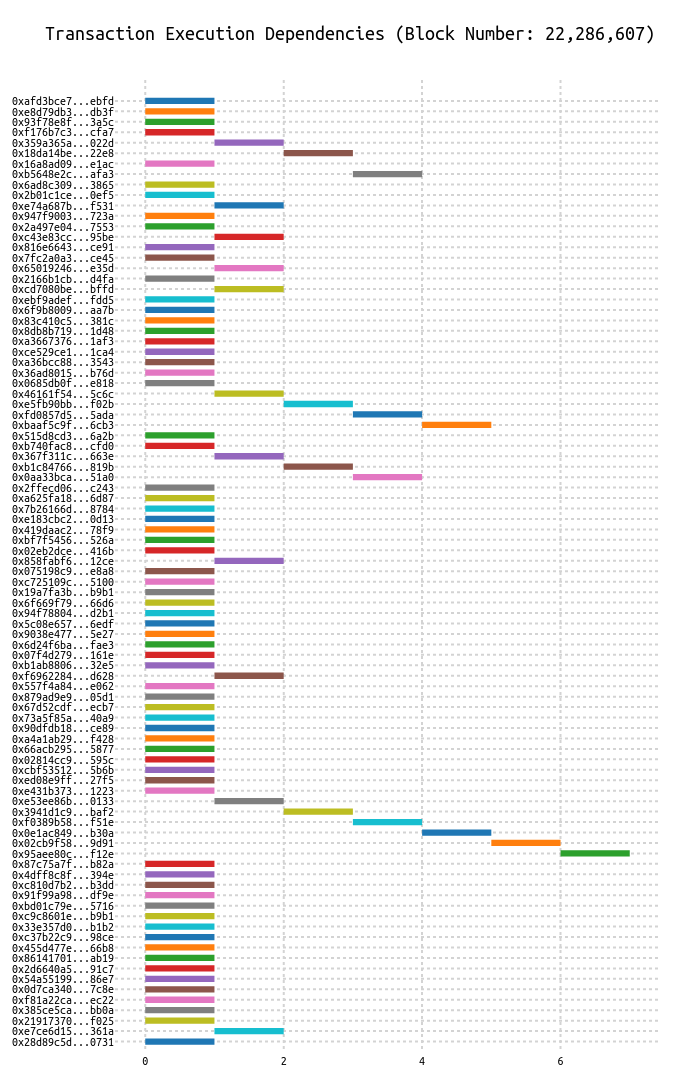 Transaction Execution Dependencies (Block Number: 22,286,607)
0xafd3bce7...ebfd
0xe8d79db3...db3f
0x93f78e8f...3a5c
0xf176b7c3...cfa7
0x359a365a...022d
0x18da14be...22e8
0x16a8ad09...e1ac
0xb5648e2c...afa3
0x6ad8c309...3865
0x2b01c1ce...0ef5
0xe74a687b...f531
0x947f9003...723a
0x2a497e04...7553
0xc43e83cc...95be
0x816e6643...ce91
0x7fc2a0a3...ce45
0x65019246...e35d
0x2166b1cb...d4fa
0xcd7080be...bffd
0xebf9adef...fdd5
0x6f9b8009...aa7b
0x83c410c5...381c
0x8db8b719...1d48
0xa3667376...1af3
0xce529ce1...1ca4
0xa36bcc88...3543
0x36ad8015...b76d
0x0685db0f...e818
0x46161f54...5c6c
0xe5fb90bb...f02b
0xfd0857d5...5ada
0xbaaf5c9f...6cb3
0x515d8cd3...6a2b
0xb740fac8...cfd0
0x367f311c...663e
0xb1c84766...819b
0x0aa33bca...51a0
0x2ffecd06...c243
0xa625fa18...6d87
0x7b26166d...8784
0xe183cbc2...0d13
0x419daac2...78f9
0xbf7f5456...526a
0x02eb2dce...416b
0x858fabf6...12ce
0x075198c9...e8a8
0xc725109c...5100
0x19a7fa3b...b9b1
0x6f669f79...66d6
0x94f78804...d2b1
0x5c08e657...6edf
0x9038e477...5e27
0x6d24f6ba...fae3
0x07f4d279...161e
0xb1ab8806...32e5
0xf6962284...d628
0x557f4a84...e062
0x879ad9e9...05d1
0x67d52cdf...ecb7
0x73a5f85a...40a9
0x90dfdb18...ce89
0xa4a1ab29...f428
0x66acb295...5877
0x02814cc9...595c
0xcbf53512...5b6b
0xed08e9ff...27f5
0xe431b373...1223
0xe53ee86b...0133
0x3941d1c9...baf2
0xf0389b58...f51e
0x0e1ac849...b30a
0x02cb9f58...9d91
0x95aee80c...f12e
0x87c75a7f...b82a
0x4dff8c8f...394e
0xc810d7b2...b3dd
0x91f99a98...df9e
0xbd01c79e...5716
0xc9c8601e...b9b1
0x33e357d0...b1b2
0xc37b22c9...98ce
0x455d477e...66b8
0x86141701...ab19
0x2d6640a5...91c7
0x54a55199...86e7
0x0d7ca340...7c8e
0xf81a22ca...ec22
0x385ce5ca...bb0a
0x21917370...f025
0xe7ce6d15...361a
0x28d89c5d...0731
0 2 4 6